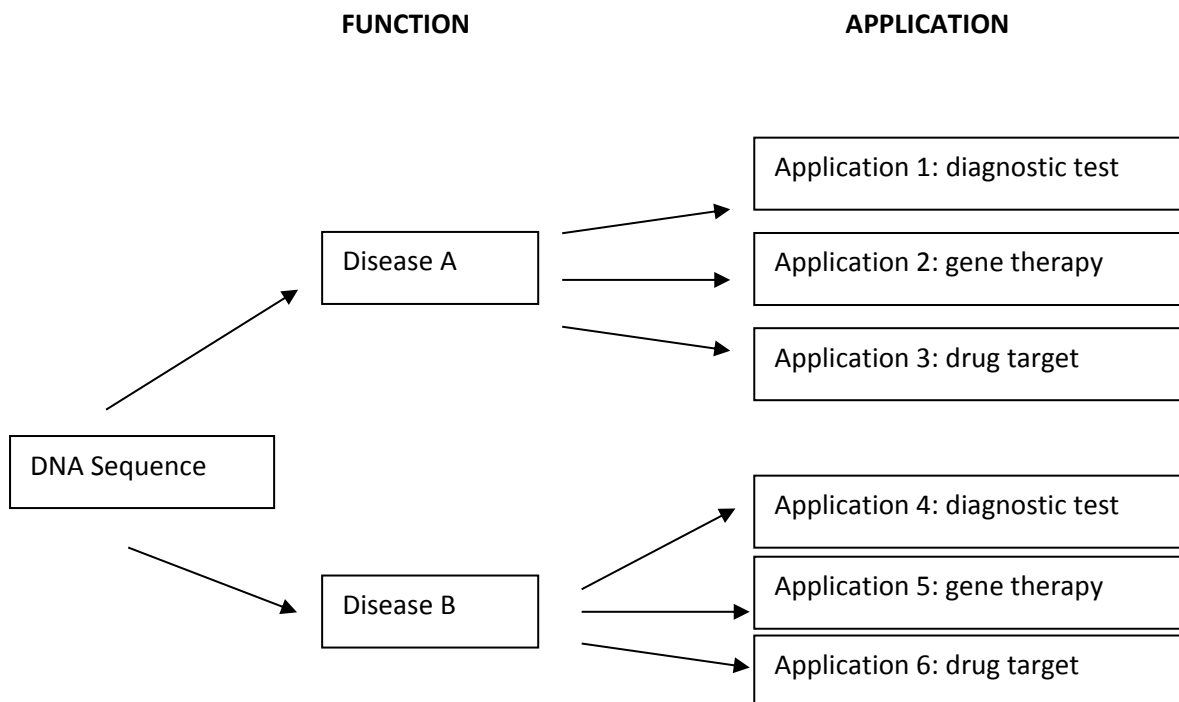 FUNCTION
APPLICATION
Application 1: diagnostic test
Disease A
Application 2: gene therapy
Application 3: drug target
DNA Sequence
Application 4: diagnostic test
Disease B
Application 5: gene therapy
Application 6: drug target